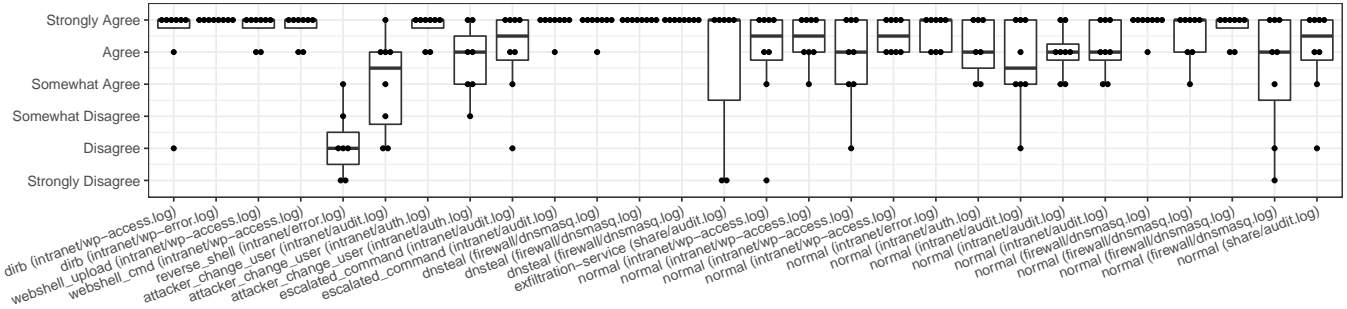 Strongly Agree
Agree
Somewhat Agree
Somewhat Disagree
Disagree
Strongly Disagree
dirb (intranet/wp−access.log)
dirb (intranet/wp−error.log)
webshell_upload (intranet/wp−access.log)
webshell_cmd (intranet/wp−access.log)
reverse_shell (intranet/error.log)
attacker_change_user (intranet/audit.log)
attacker_change_user (intranet/auth.log)
attacker_change_user (intranet/auth.log)
escalated_command (intranet/audit.log)
escalated_command (intranet/audit.log)
dnsteal (firewall/dnsmasq.log)
dnsteal (firewall/dnsmasq.log)
dnsteal (firewall/dnsmasq.log)
exfiltration−service (share/audit.log)
normal (intranet/wp−access.log)
normal (intranet/wp−access.log)
normal (intranet/wp−access.log)
normal (intranet/error.log)
normal (intranet/auth.log)
normal (intranet/audit.log)
normal (intranet/audit.log)
normal (intranet/audit.log)
normal (firewall/dnsmasq.log)
normal (firewall/dnsmasq.log)
normal (firewall/dnsmasq.log)
normal (firewall/dnsmasq.log)
normal (share/audit.log)